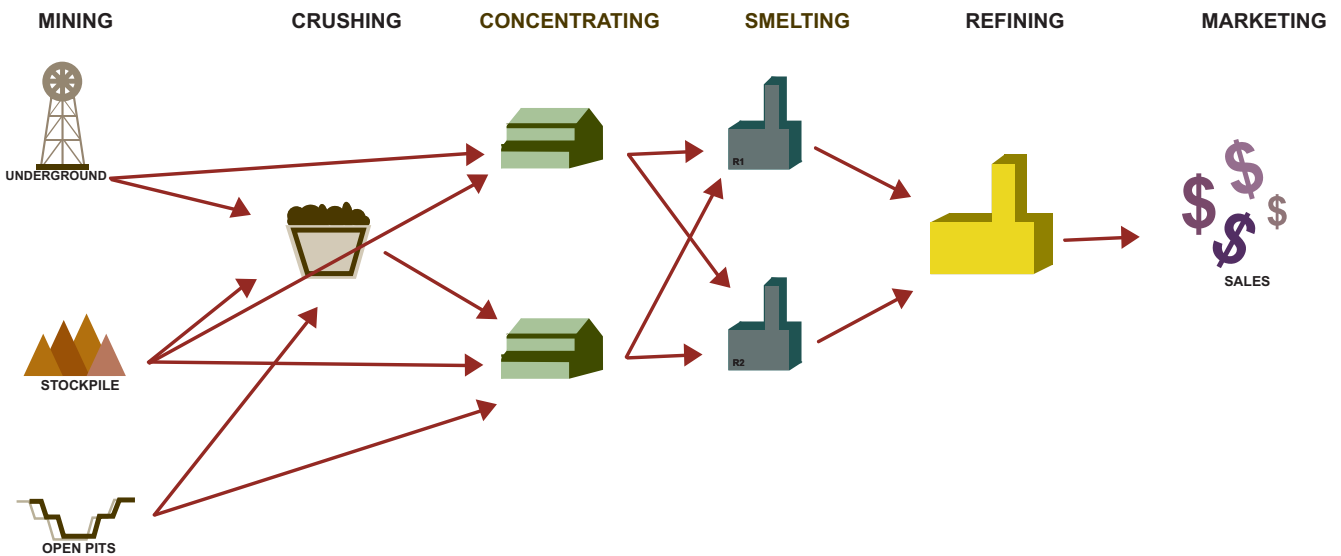 MINING CRUSHING CONCENTRATING SMELTING REFINING MARKETING
UNDERGROUND
R1
$ $ $ $
SALES
R2
STOCKPILE
OPEN PITS